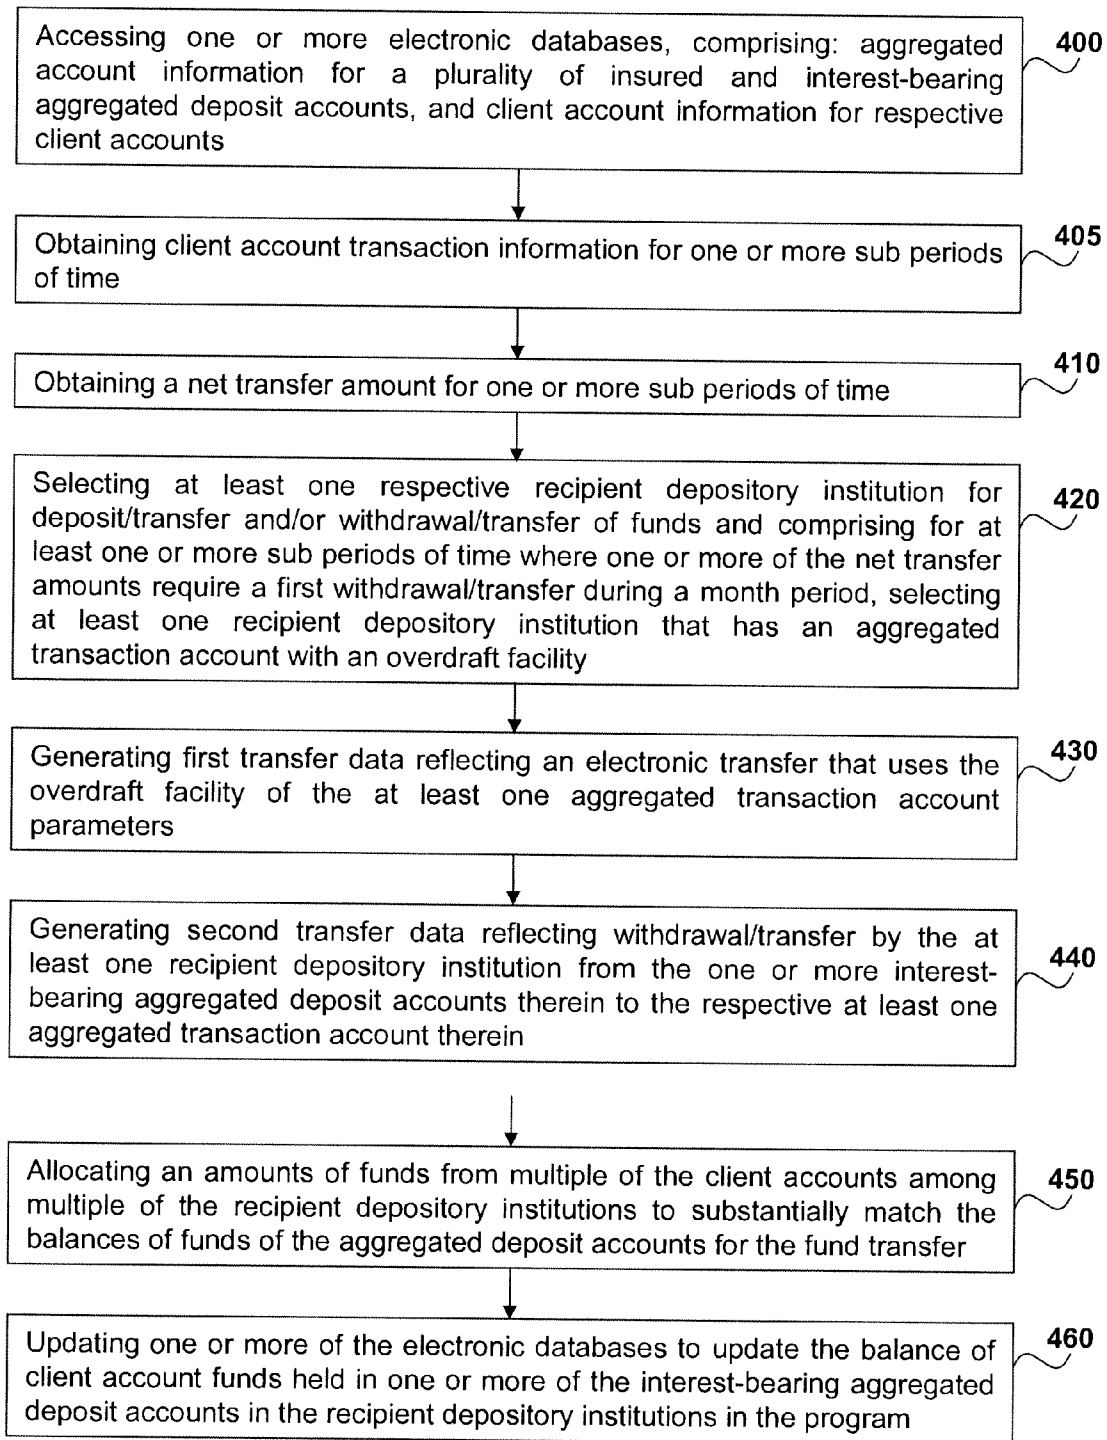 Accessing one or more electronic databases, comprising: aggregated
account information for a plurality of insured and interest-bearing
aggregated deposit accounts, and client account information for respective
client accounts
400
Obtaining client account transaction information for one or more sub periods
of time
405
Obtaining a net transfer amount for one or more sub periods of time
410
Selecting at least one respective recipient depository institution for
deposit/transfer and/or withdrawal/transfer of funds and comprising for at
least one or more sub periods of time where one or more of the net transfer
amounts require a first withdrawal/transfer during a month period, selecting
at least one recipient depository institution that has an aggregated
transaction account with an overdraft facility
420
Generating first transfer data reflecting an electronic transfer that uses the
overdraft facility of the at least one aggregated transaction account
parameters
430
Generating second transfer data reflecting withdrawal/transfer by the at
least one recipient depository institution from the one or more interest-
bearing aggregated deposit accounts therein to the respective at least one
aggregated transaction account therein
440
Allocating an amounts of funds from multiple of the client accounts among
multiple of the recipient depository institutions to substantially match the
balances of funds of the aggregated deposit accounts for the fund transfer
450
Updating one or more of the electronic databases to update the balance of
client account funds held in one or more of the interest-bearing aggregated
deposit accounts in the recipient depository institutions in the program
460